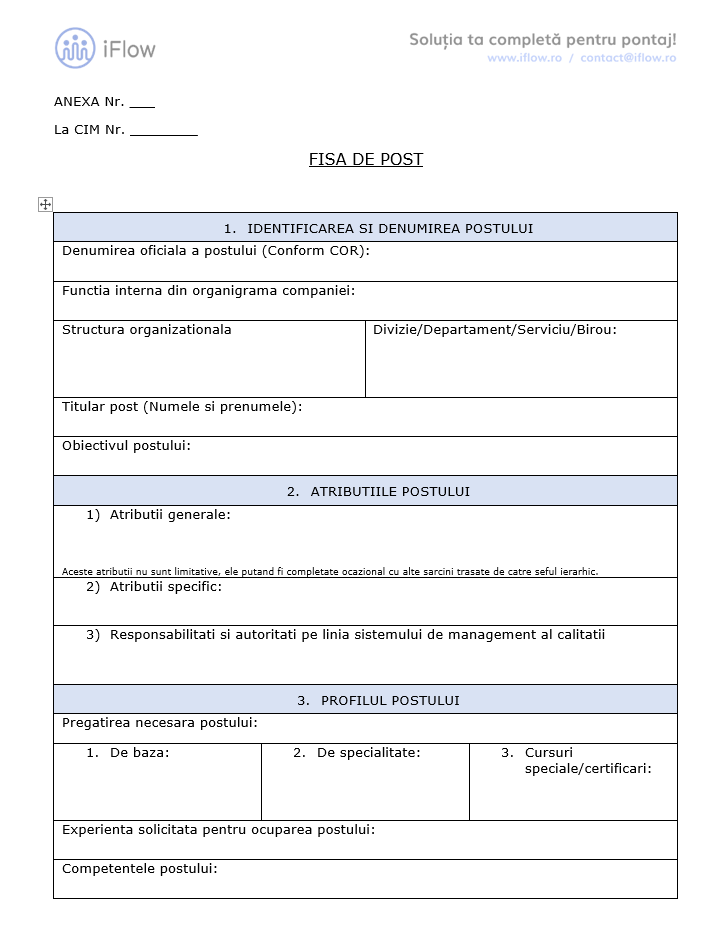 iFlow
Soluția ta completă pentru pontaj!
www.iflow.ro / contact@iflow.ro
ANEXA Nr. ___
La CIM Nr. ________
FISA DE POST
1. IDENTIFICAREA SI DENUMIREA POSTULUI
Denumirea oficiala a postului (Conform COR):
Functia interna din organigrama companiei:
Structura organizationala
Divizie/Departament/Serviciu/Birou:
Titular post (Numele si prenumele):
Obiectivul postului:
2. ATRIBUTIILE POSTULUI
1) Atributii generale:
Aceste atributii nu sunt limitative, ele putand fi completate ocazional cu alte sarcini trasate de catre seful ierarhic.
2) Atributii specific:
3) Responsabilitati si autoritati pe linia sistemului de management al calitatii
3. PROFILUL POSTULUI
Pregatirea necesara postului:
1. De baza:
2. De specialitate:
3. Cursuri
speciale/certificari:
Experienta solicitata pentru ocuparea postului:
Competentele postului: